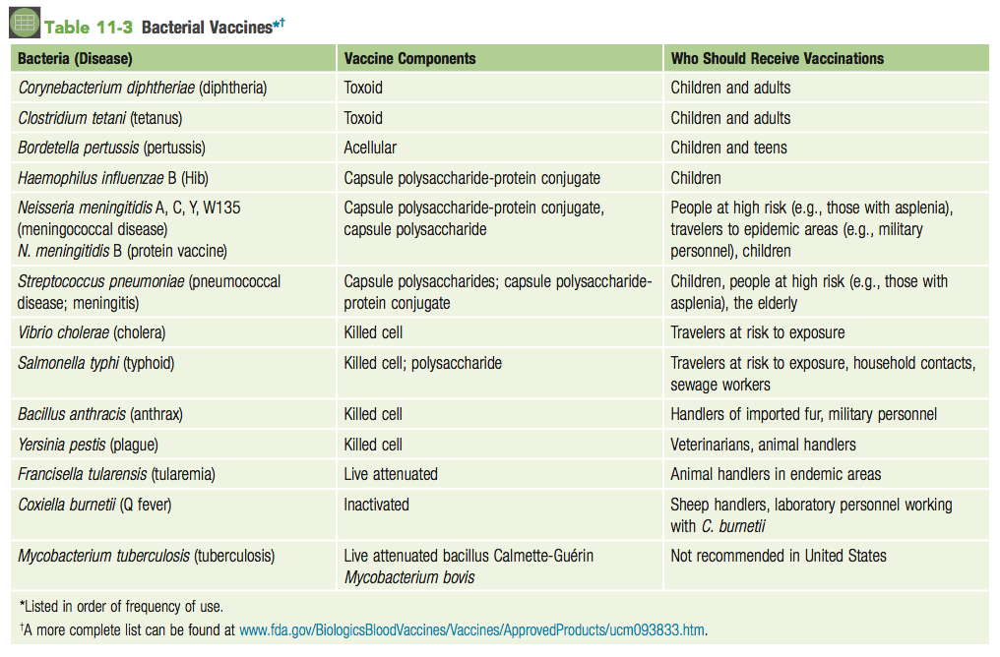 Table 11-3 Bacterial Vaccines*†
Bacteria (Disease) Vaccine Components Who Should Receive Vaccinations
Corynebacterium diphtheriae (diphtheria) Toxoid Children and adults
Clostridium tetani (tetanus) Toxoid Children and adults
Bordetella pertussis (pertussis) Acellular Children and teens
Haemophilus influenzae B (Hib) Capsule polysaccharide-protein conjugate Children
Neisseria meningitidis A, C, Y, W135 Capsule polysaccharide-protein conjugate, People at high risk (e.g., those with asplenia),
(meningococcal disease) capsule polysaccharide travelers to epidemic areas (e.g., military
N. meningitidis B (protein vaccine) personnel), children
Streptococcus pneumoniae (pneumococcal Capsule polysaccharides; capsule polysaccharide- Children, people at high risk (e.g., those with
disease; meningitis) protein conjugate asplenia), the elderly
Vibrio cholerae (cholera) Killed cell Travelers at risk to exposure
Salmonella typhi (typhoid) Killed cell; polysaccharide Travelers at risk to exposure, household contacts,
sewage workers
Bacillus anthracis (anthrax) Killed cell Handlers of imported fur, military personnel
Yersinia pestis (plague) Killed cell Veterinarians, animal handlers
Francisella tularensis (tularemia) Live attenuated Animal handlers in endemic areas
Coxiella burnetii (Q fever) Inactivated Sheep handlers, laboratory personnel working
with C. burnetii
Mycobacterium tuberculosis (tuberculosis) Live attenuated bacillus Calmette-Guérin Not recommended in United States
Mycobacterium bovis
*Listed in order of frequency of use.
†A more complete list can be found at www.fda.gov/BiologicsBloodVaccines/Vaccines/ApprovedProducts/ucm093833.htm.